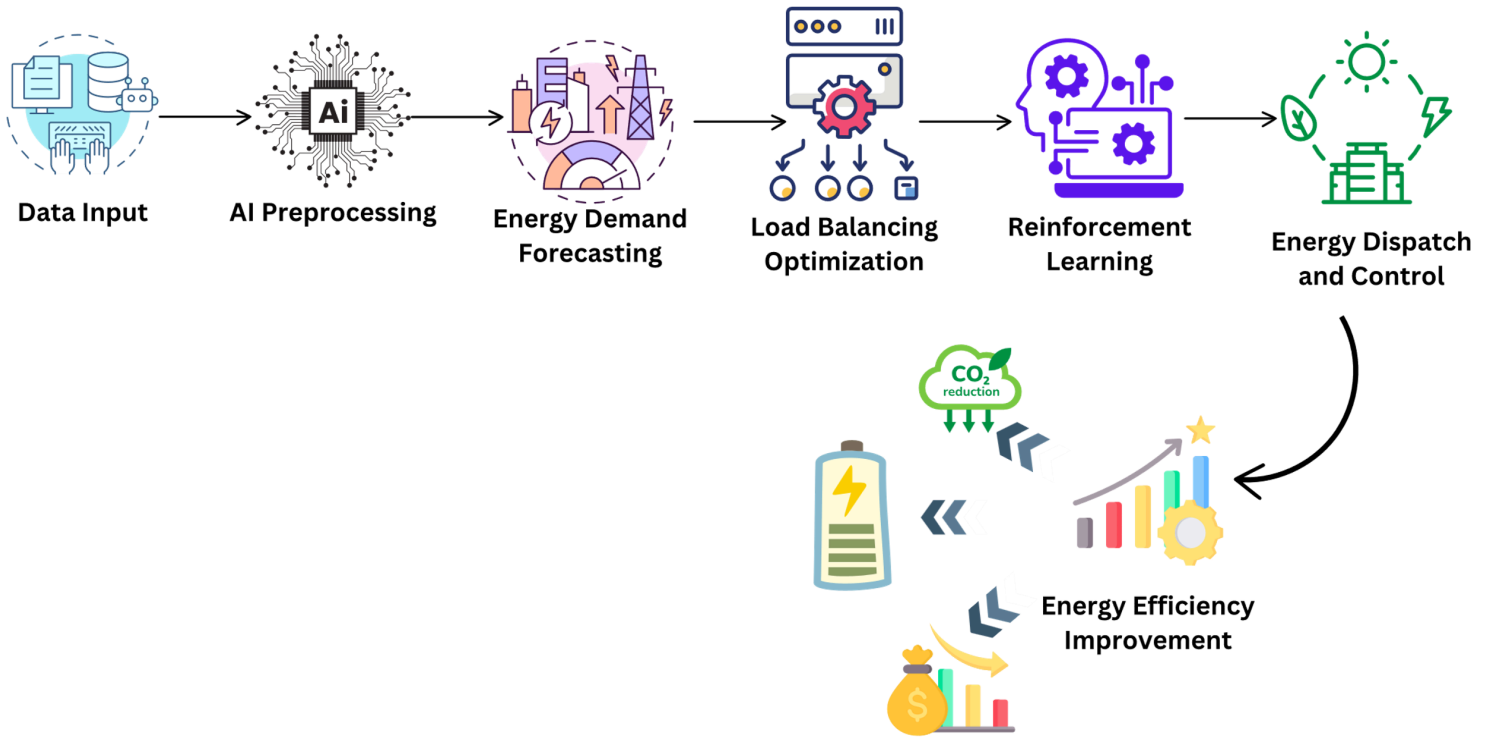 Ai
Data Input
AI Preprocessing
Energy Demand
Forecasting
Load Balancing
Optimization
Reinforcement
Learning
Energy Dispatch
and Control
CO₂
reduction
Energy Efficiency
Improvement
$